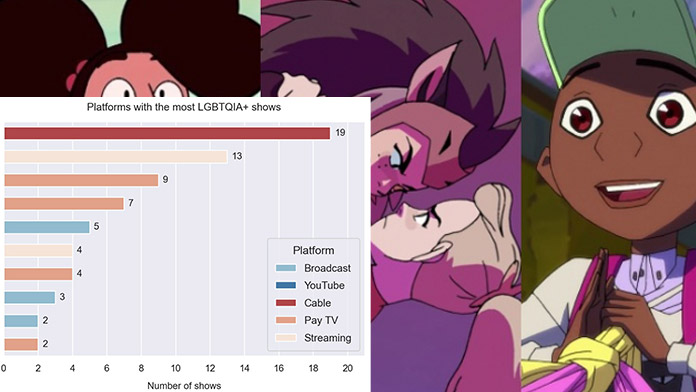 Platforms with the most LGBTQIA+ shows
19
13
9
7
5
4
4
3
2
2
Platform
Broadcast
YouTube
Cable
Pay TV
Streaming
0 2 4 6 8 10 12 14 16 18 20
Number of shows